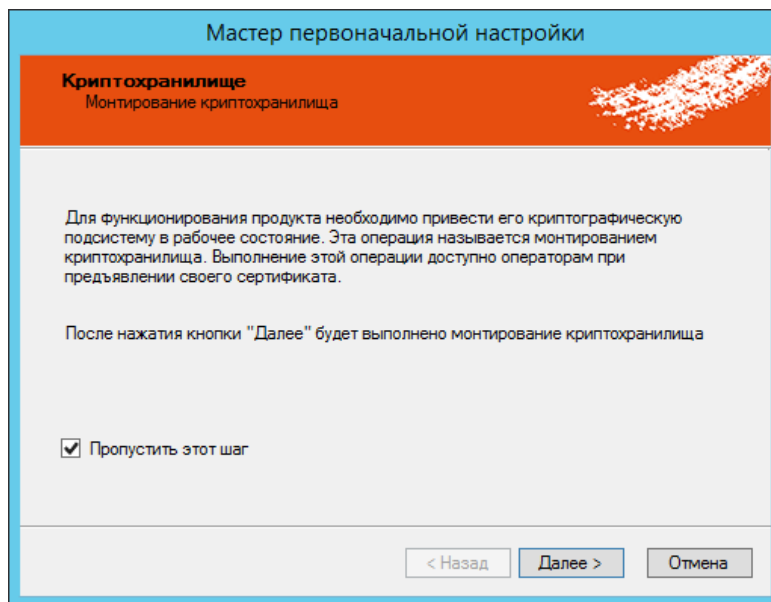 Мастер первоначальной настройки
Криптохранилище
Монтирование криптохранилища
Для функционирования продукта необходимо привести его криптографическую
подсистему в рабочее состояние. Эта операция называется монтированием
криптохранилища. Выполнение этой операции доступно операторам при
предъявлении своего сертификата.
После нажатия кнопки "Далее" будет выполнено монтирование криптохранилища
Пропустить этот шаг
< Назад Далее > Отмена